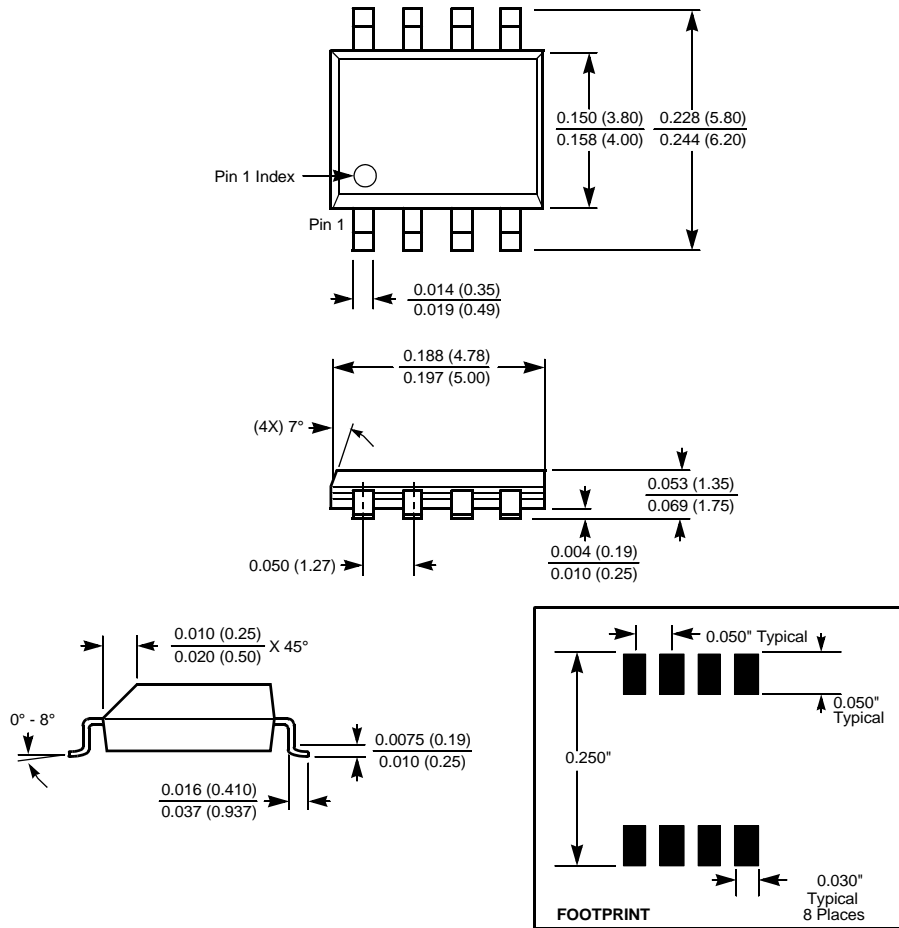 0.150 (3.80)
0.158 (4.00)
0.228 (5.80)
0.244 (6.20)
Pin 1 Index
Pin 1
0.014 (0.35)
0.019 (0.49)
0.188 (4.78)
0.197 (5.00)
(4X) 7°
0.053 (1.35)
0.069 (1.75)
0.050 (1.27)
0.004 (0.19)
0.010 (0.25)
0.010 (0.25)
0.020 (0.50)
X 45°
0° - 8°
0.0075 (0.19)
0.010 (0.25)
0.016 (0.410)
0.037 (0.937)
0.050" Typical
0.050"
Typical
0.250"
0.030"
Typical
8 Places
FOOTPRINT